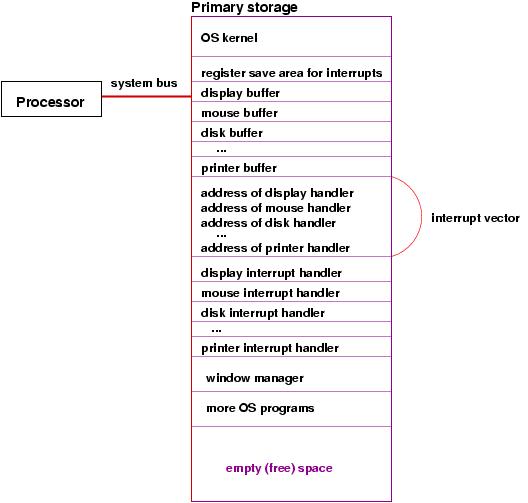 Primary storage
OS kernel
system bus
Processor
register save area for interrupts
display buffer
mouse buffer
disk buffer
...
printer buffer
address of display handler
address of mouse handler
address of disk handler
...
address of printer handler
interrupt vector
display interrupt handler
mouse interrupt handler
disk interrupt handler
...
printer interrupt handler
window manager
more OS programs
empty (free) space